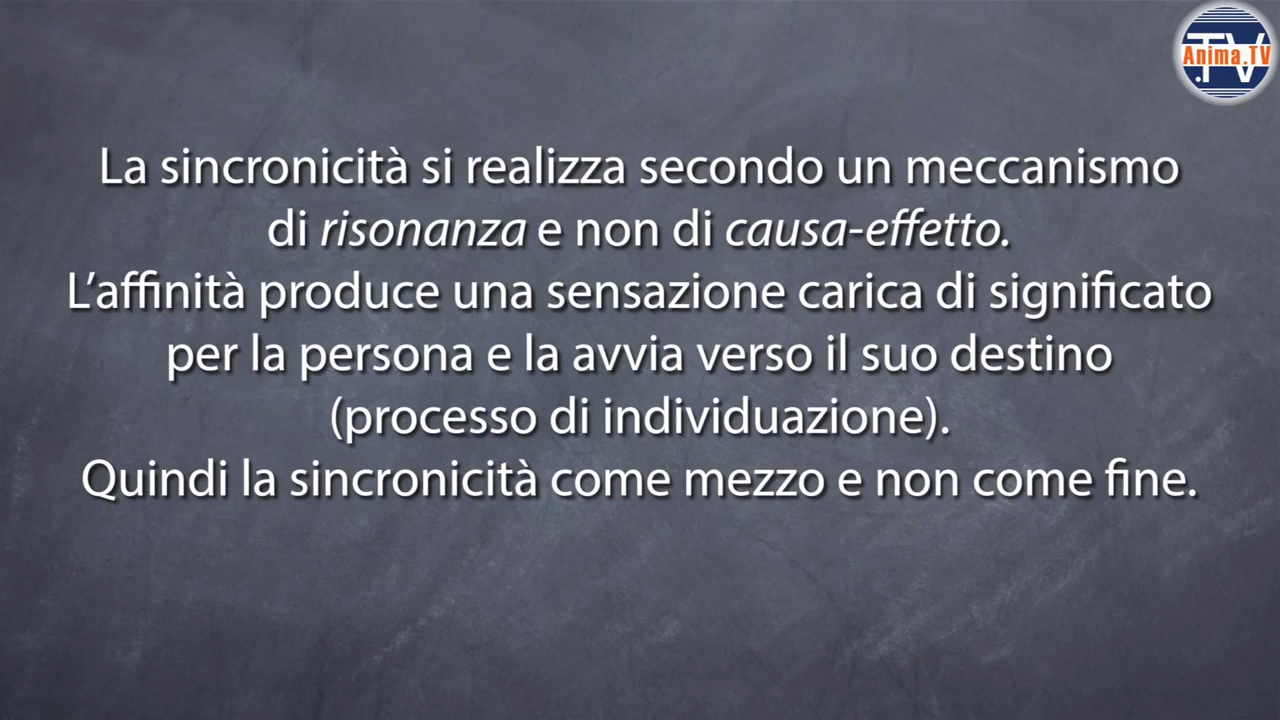 .TV
Anima.TV
La sincronicità si realizza secondo un meccanismo
di risonanza e non di causa-effetto.
L’affinità produce una sensazione carica di significato
per la persona e la avvia verso il suo destino
(processo di individuazione).
Quindi la sincronicità come mezzo e non come fine.